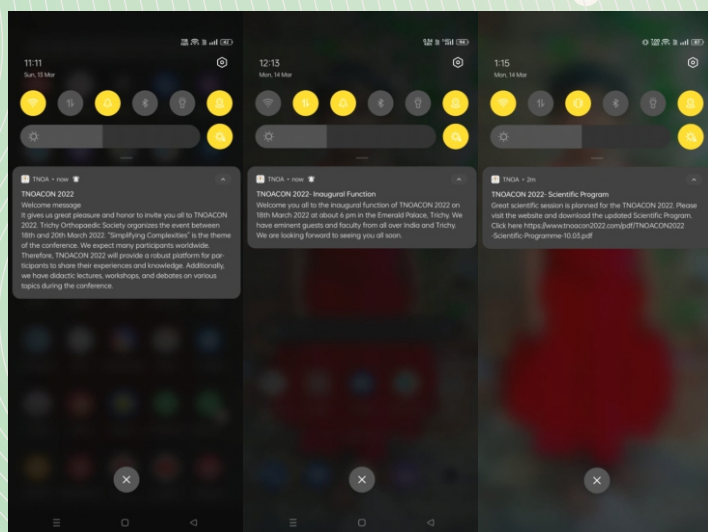 11:11
Sun, 13 Mar
TNOA • now
TNOACON 2022
Welcome message
It gives us great pleasure and honor to invite you all to TNOACON
2022. Trichy Orthopaedic Society organizes the event between
18th and 20th March 2022. "Simplifying Complexities" is the theme
of the conference. We expect many participants worldwide.
Therefore, TNOACON 2022 will provide a robust platform for par-
ticipants to share their experiences and knowledge. Additionally,
we have didactic lectures, workshops, and debates on various
topics during the conference.
12:13
Mon, 14 Mar
TNOA • now
TNOACON 2022- Inaugural Function
Welcome you all to the inaugural function of TNOACON 2022 on
18th March 2022 at about 6 pm in the Emerald Palace, Trichy. We
have eminent guests and faculty from all over India and Trichy.
We are looking forward to seeing you all soon.
1:15
Mon, 14 Mar
TNOA • 2m
TNOACON 2022- Scientific Program
Great scientific session is planned for the TNOACON 2022. Please
visit the website and download the updated Scientific Program.
Click here https://www.tnoacon2022.com/pdf/TNOACON2022
-Scientific-Programme-10.03.pdf